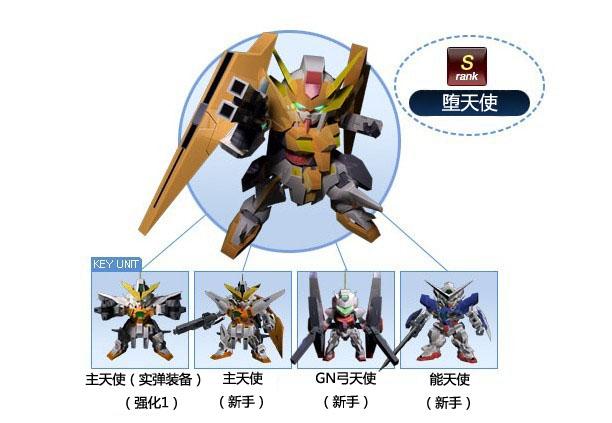 S
rank
堕天使
KEY UNIT
主天使（实弹装备）
（强化1）
主天使
（新手）
GN弓天使
（新手）
能天使
（新手）